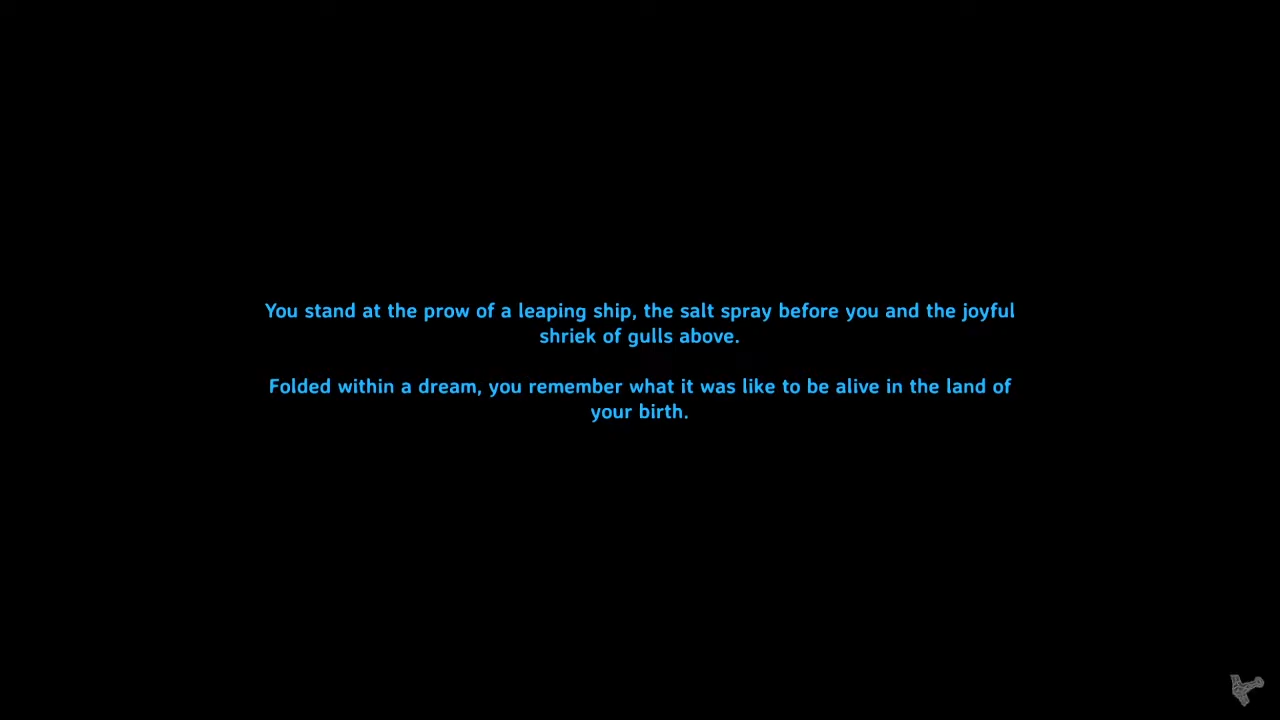 You stand at the prow of a leaping ship, the salt spray before you and the joyful
shriek of gulls above.
Folded within a dream, you remember what it was like to be alive in the land of
your birth.